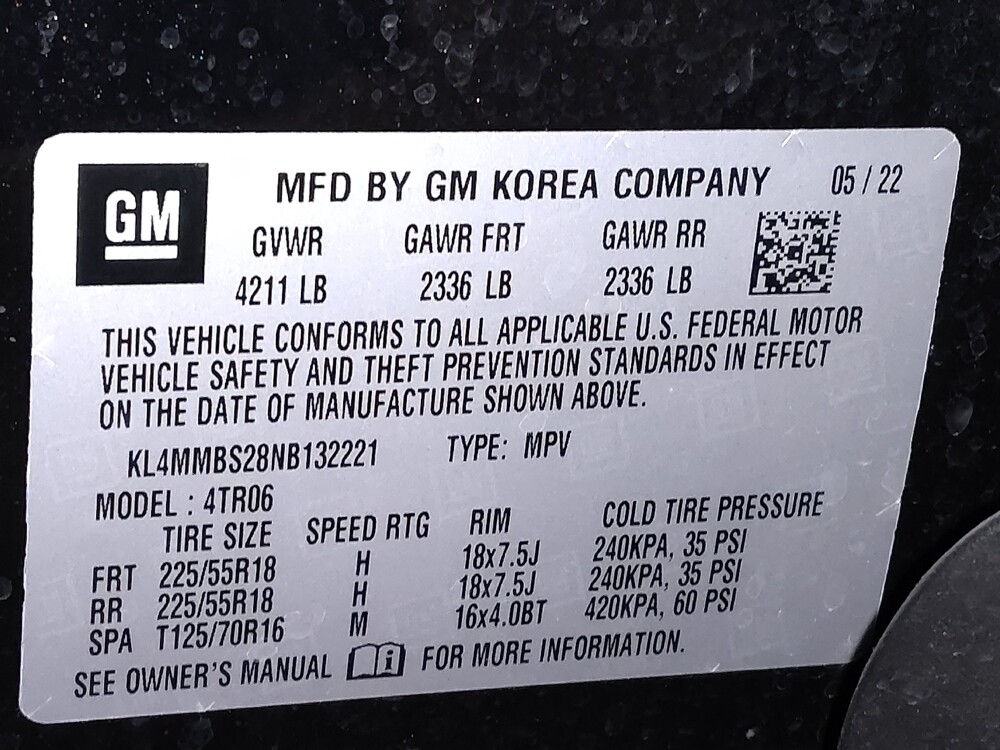 GM
MFD BY GM KOREA COMPANY 05 / 22
GVWR GAWR FRT GAWR RR
4211 LB 2336 LB 2336 LB
THIS VEHICLE CONFORMS TO ALL APPLICABLE U.S. FEDERAL MOTOR
VEHICLE SAFETY AND THEFT PREVENTION STANDARDS IN EFFECT
ON THE DATE OF MANUFACTURE SHOWN ABOVE.
KL4MMBS28NB132221 TYPE: MPV
MODEL : 4TR06
TIRE SIZE SPEED RTG RIM COLD TIRE PRESSURE
FRT 225/55R18 H 18x7.5J 240KPA, 35 PSI
RR 225/55R18 H 18x7.5J 240KPA, 35 PSI
SPA T125/70R16 M 16x4.0BT 420KPA, 60 PSI
SEE OWNER'S MANUAL i FOR MORE INFORMATION.